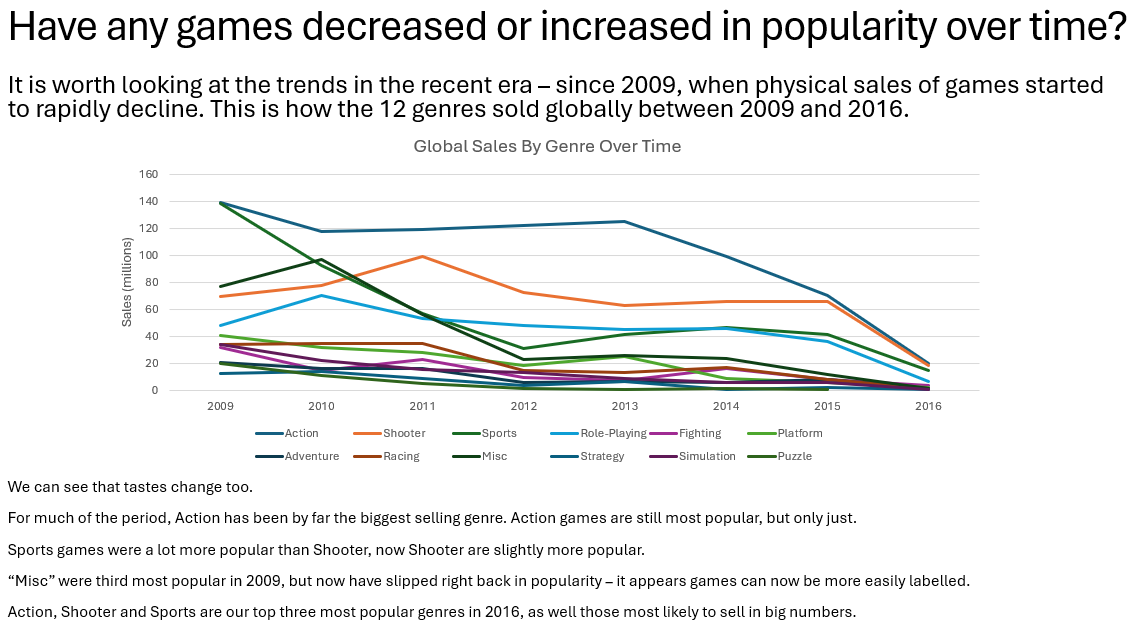 Have any games decreased or increased in popularity over time?
It is worth looking at the trends in the recent era – since 2009, when physical sales of games started
to rapidly decline. This is how the 12 genres sold globally between 2009 and 2016.
Global Sales By Genre Over Time
Sales (millions)
160
140
120
100
80
60
40
20
0
2009 2010 2011 2012 2013 2014 2015 2016
Action Shooter Sports Role-Playing Fighting Platform
Adventure Racing Misc Strategy Simulation Puzzle
We can see that tastes change too.
For much of the period, Action has been by far the biggest selling genre. Action games are still most popular, but only just.
Sports games were a lot more popular than Shooter, now Shooter are slightly more popular.
“Misc” were third most popular in 2009, but now have slipped right back in popularity – it appears games can now be more easily labelled.
Action, Shooter and Sports are our top three most popular genres in 2016, as well those most likely to sell in big numbers.